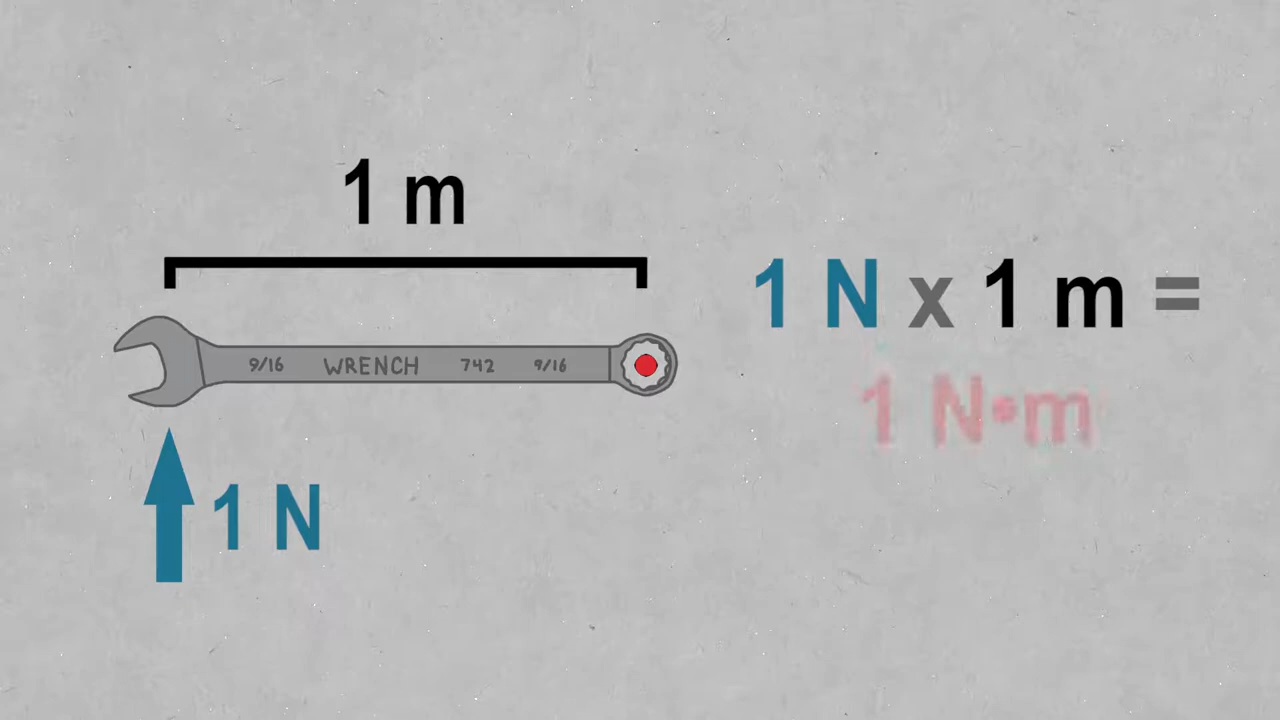 1 m
1 N x 1 m =
9/16 WRENCH 742 9/16
1 N•m
1 N